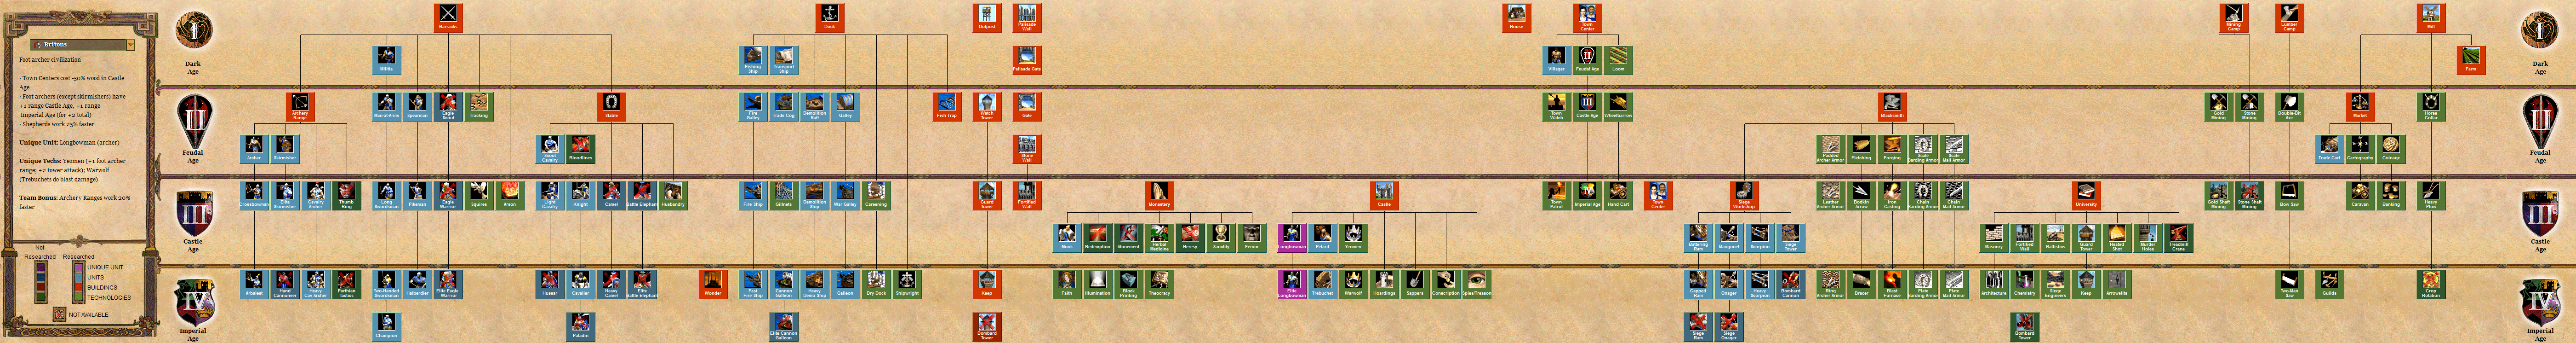 Britons
Foot archer civilization
· Town Centers cost -50% wood in Castle
Age
· Foot archers (except skirmishers) have
+1 range Castle Age, +1 range
Imperial Age (for +2 total)
· Shepherds work 25% faster
Unique Unit: Longbowman (archer)
Unique Techs: Yeomen (+1 foot archer
range; +2 tower attack); Warwolf
(Trebuchets do blast damage)
Team Bonus: Archery Ranges work 20%
faster
Not
Researched Researched
UNIQUE UNIT
UNITS
BUILDINGS
TECHNOLOGIES
NOT AVAILABLE
Dark
Age
Barracks
Dock
Outpost
Palisade
Wall
House
Town
Center
Mining
Camp
Lumber
Camp
Mill
Dark
Age
Militia
Fishing
Ship
Transport
Ship
Palisade Gate
Villager
Feudal Age
Loom
Farm
Feudal
Age
Archery
Range
Man-at-Arms
Spearman
Eagle
Scout
Tracking
Stable
Fire
Galley
Trade Cog
Demolition
Raft
Galley
Fish Trap
Watch
Tower
Gate
Town
Watch
Castle Age
Wheelbarrow
Blacksmith
Gold
Mining
Stone
Mining
Double-Bit
Axe
Market
Horse
Collar
Feudal
Age
Archer
Skirmisher
Scout
Cavalry
Bloodlines
Stone
Wall
Padded
Archer Armor
Fletching
Forging
Scale
Barding Armor
Scale
Mail Armor
Trade Cart
Cartography
Coinage
Castle
Age
Crossbowman
Elite
Skirmisher
Cavalry
Archer
Thumb
Ring
Long
Swordsman
Pikeman
Eagle
Warrior
Squires
Arson
Light
Cavalry
Knight
Camel
Battle Elephant
Husbandry
Fire Ship
Gillnets
Demolition
Ship
War Galley
Careening
Guard
Tower
Fortified
Wall
Monastery
Castle
Town
Patrol
Imperial Age
Hand Cart
Town
Center
Siege
Workshop
Leather
Archer Armor
Bodkin
Arrow
Iron
Casting
Chain
Barding Armor
Chain
Mail Armor
University
Gold Shaft
Mining
Stone Shaft
Mining
Bow Saw
Caravan
Banking
Heavy
Plow
Castle
Age
Monk
Redemption
Atonement
Herbal
Medicine
Heresy
Sanctity
Fervor
Longbowman
Petard
Yeomen
Battering
Ram
Mangonel
Scorpion
Siege
Tower
Masonry
Fortified
Wall
Ballistics
Guard
Tower
Heated
Shot
Murder
Holes
Treadmill
Crane
Imperial
Age
Arbalest
Hand
Cannoneer
Heavy
Cav Archer
Parthian
Tactics
Two-Handed
Swordsman
Halberdier
Elite Eagle
Warrior
Hussar
Cavalier
Heavy
Camel
Elite
Battle Elephant
Wonder
Fast
Fire Ship
Cannon
Galleon
Heavy
Demo Ship
Galleon
Dry Dock
Shipwright
Keep
Faith
Illumination
Block
Printing
Theocracy
Elite
Longbowman
Trebuchet
Warwolf
Hoardings
Sappers
Conscription
Spies/Treason
Capped
Ram
Onager
Heavy
Scorpion
Bombard
Cannon
Ring
Archer Armor
Bracer
Blast
Furnace
Plate
Barding Armor
Plate
Mail Armor
Architecture
Chemistry
Siege
Engineers
Keep
Arrowslits
Two-Man
Saw
Guilds
Crop
Rotation
Imperial
Age
Champion
Paladin
Elite Cannon
Galleon
Bombard
Tower
Siege
Ram
Siege
Onager
Bombard
Tower